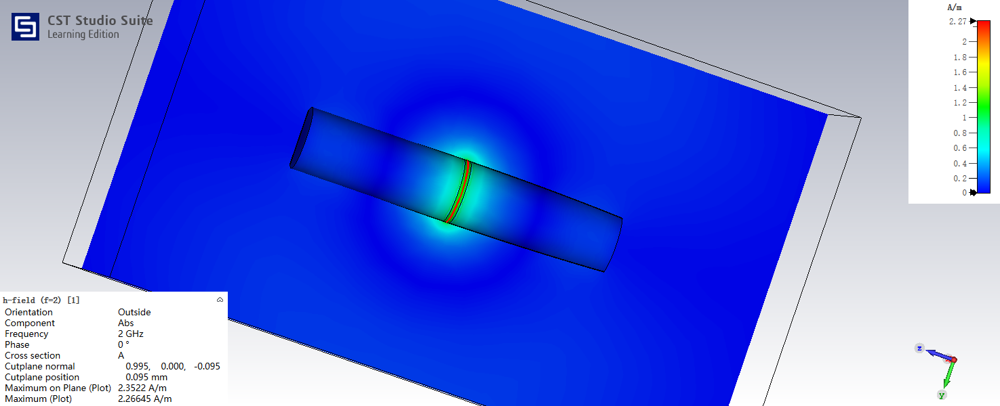 CST Studio Suite
Learning Edition
A/m
2.27
2
1.8
1.6
1.4
1.2
1
0.8
0.6
0.4
0.2
0
h-field (f=2) [1]
Orientation Outside
Component Abs
Frequency 2 GHz
Phase 0 °
Cross section A
Cutplane normal 0.995, 0.000, -0.095
Cutplane position 0.095 mm
Maximum on Plane (Plot) 2.3522 A/m
Maximum (Plot) 2.26645 A/m
z
y